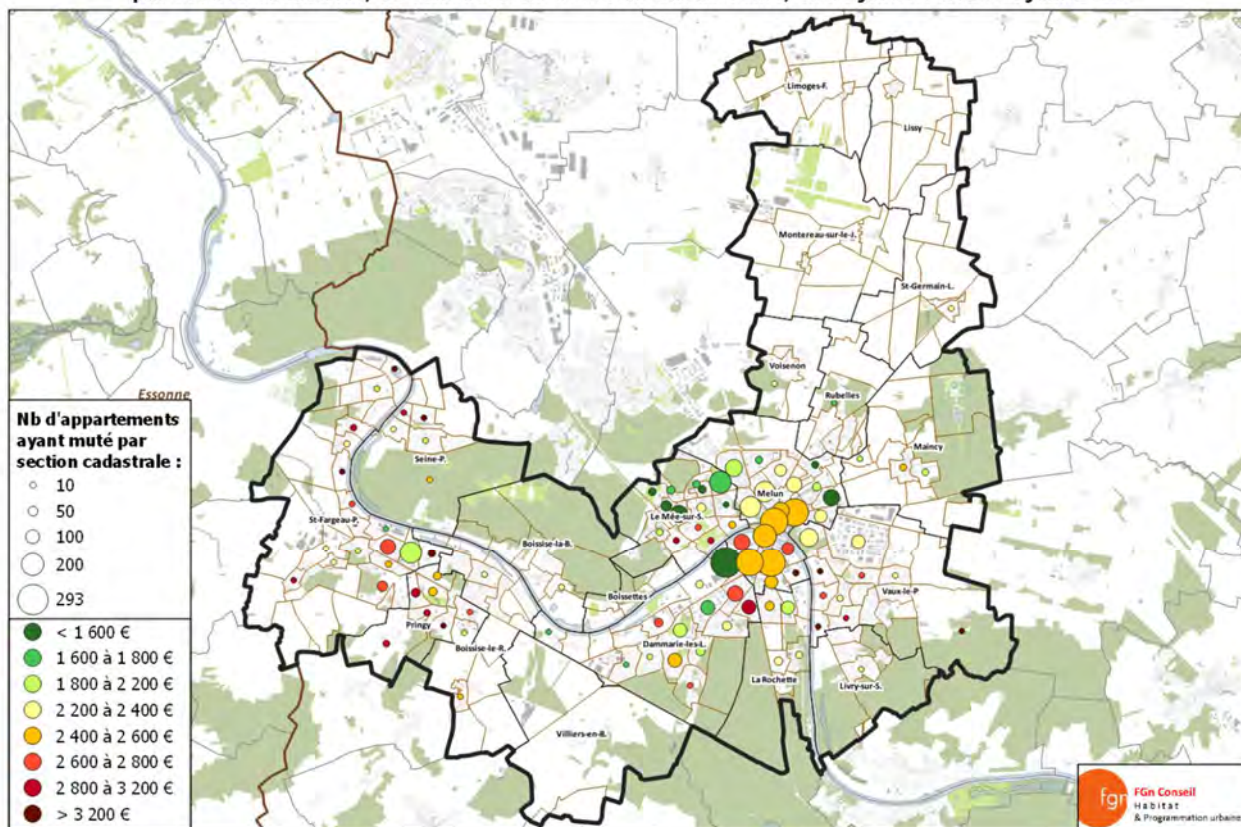 Limoges-F.
Lissy
Montereau-sur-le-J.
St-Germain-L.
Voisenon
Rubelles
Essonne
Maincy
Seine-P.
Melun
Le Mée-sur-S.
St-Fargeau-P.
Boissise-la-B.
Boissettes
Vaux-le-P
Pringy
Boissise-le-R.
Dammarie-les-L.
La Rochette
Livry-sur-S.
Villiers-en-B.
Nb d'appartements
ayant muté par
section cadastrale :
10
50
100
200
293
< 1 600 €
1 600 à 1 800 €
1 800 à 2 200 €
2 200 à 2 400 €
2 400 à 2 600 €
2 600 à 2 800 €
2 800 à 3 200 €
> 3 200 €
fgn
FGn Conseil
Habitat
& Programmation urbaine